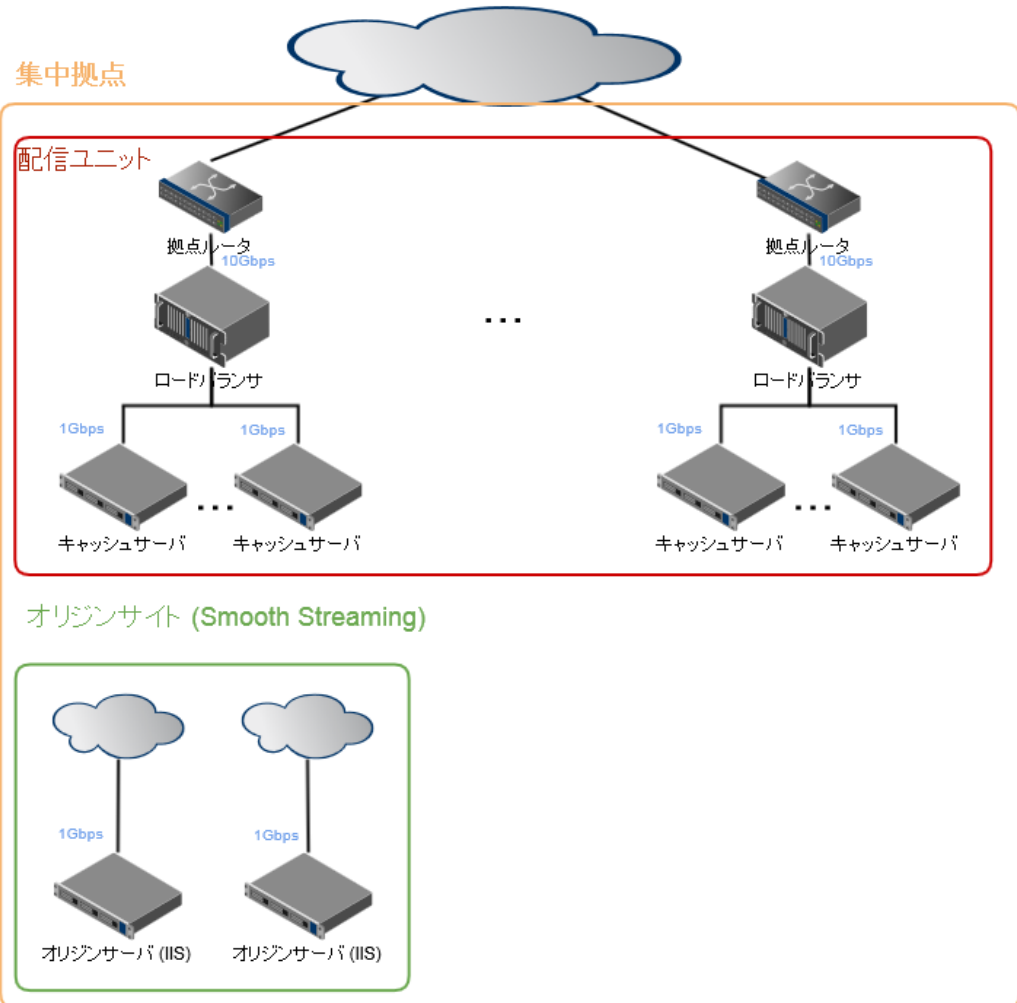 集中拠点
配信ユニット
拠点ルータ 拠点ルータ
10Gbps 10Gbps
...
ロードバランサ ロードバランサ
1Gbps 1Gbps 1Gbps 1Gbps
... ...
キャッシュサーバ キャッシュサーバ キャッシュサーバ キャッシュサーバ
オリジンサイト (Smooth Streaming)
1Gbps 1Gbps
オリジンサーバ (IIS) オリジンサーバ (IIS)